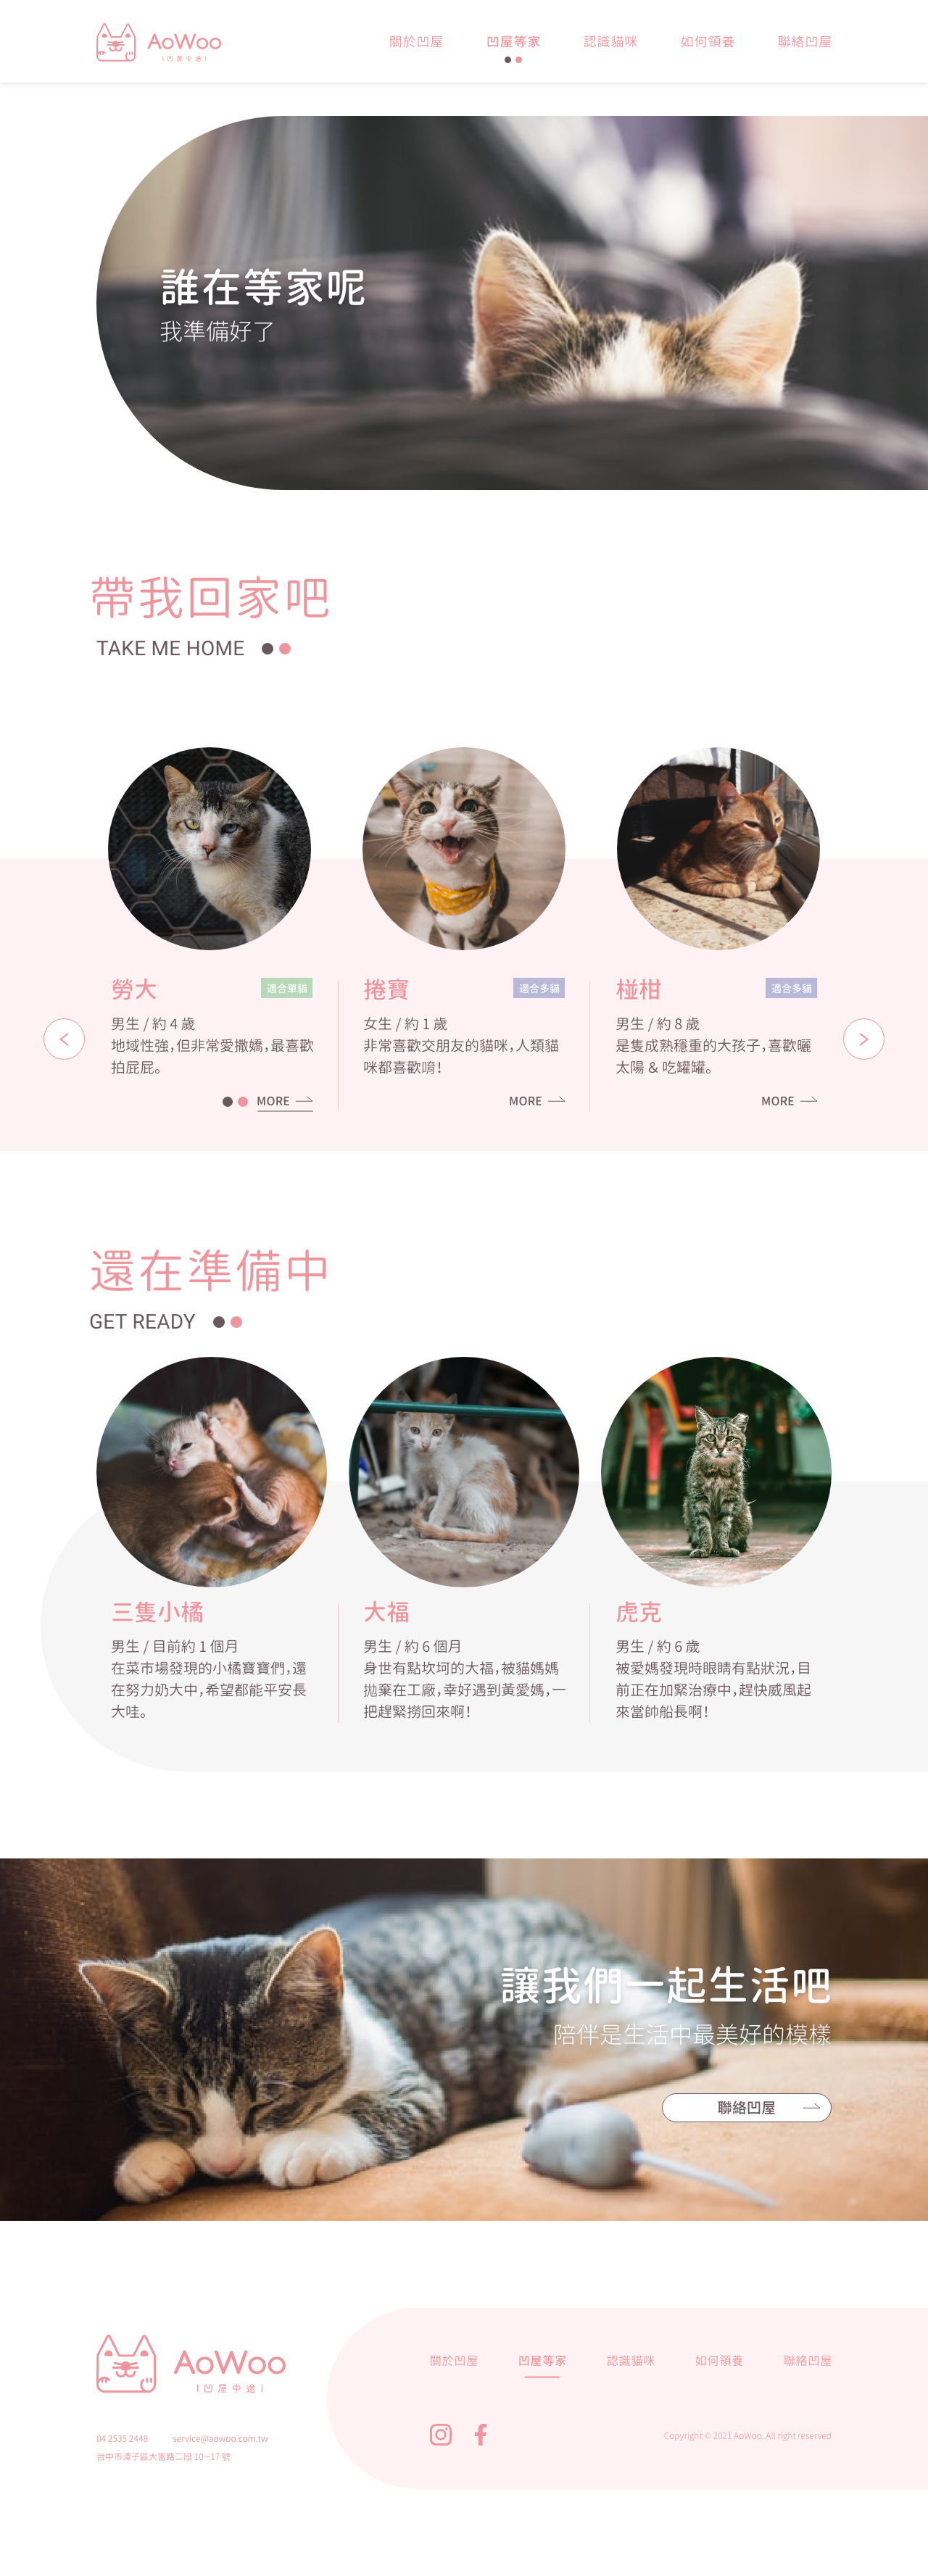 AoWoo
凹屋中途
關於凹屋 凹屋等家 認識貓咪 如何領養 聯絡凹屋
誰在等家呢
我準備好了
帶我回家吧
TAKE ME HOME
勞大
適合單貓
男生 / 約 4 歲
地域性強，但非常愛撒嬌，最喜歡
拍屁屁。
MORE
捲寶
適合多貓
女生 / 約 1 歲
非常喜歡交朋友的貓咪，人類貓
咪都喜歡唷！
MORE
椪柑
適合多貓
男生 / 約 8 歲
是隻成熟穩重的大孩子，喜歡曬
太陽 & 吃罐罐。
MORE
還在準備中
GET READY
三隻小橘
男生 / 目前約 1 個月
在菜市場發現的小橘寶寶們，還
在努力奶大中，希望都能平安長
大哇。
大福
男生 / 約 6 個月
身世有點坎坷的大福，被貓媽媽
拋棄在工廠，幸好遇到黃愛媽，一
把趕緊撈回來啊！
虎克
男生 / 約 6 歲
被愛媽發現時眼睛有點狀況，目
前正在加緊治療中，趕快威風起
來當帥船長啊！
讓我們一起生活吧
陪伴是生活中最美好的模樣
聯絡凹屋
AoWoo
凹屋中途
04 2535 2448 service@aowoo.com.tw
台中市潭子區大富路二段 10—17 號
關於凹屋 凹屋等家 認識貓咪 如何領養 聯絡凹屋
Copyright © 2021 AoWoo. All right reserved